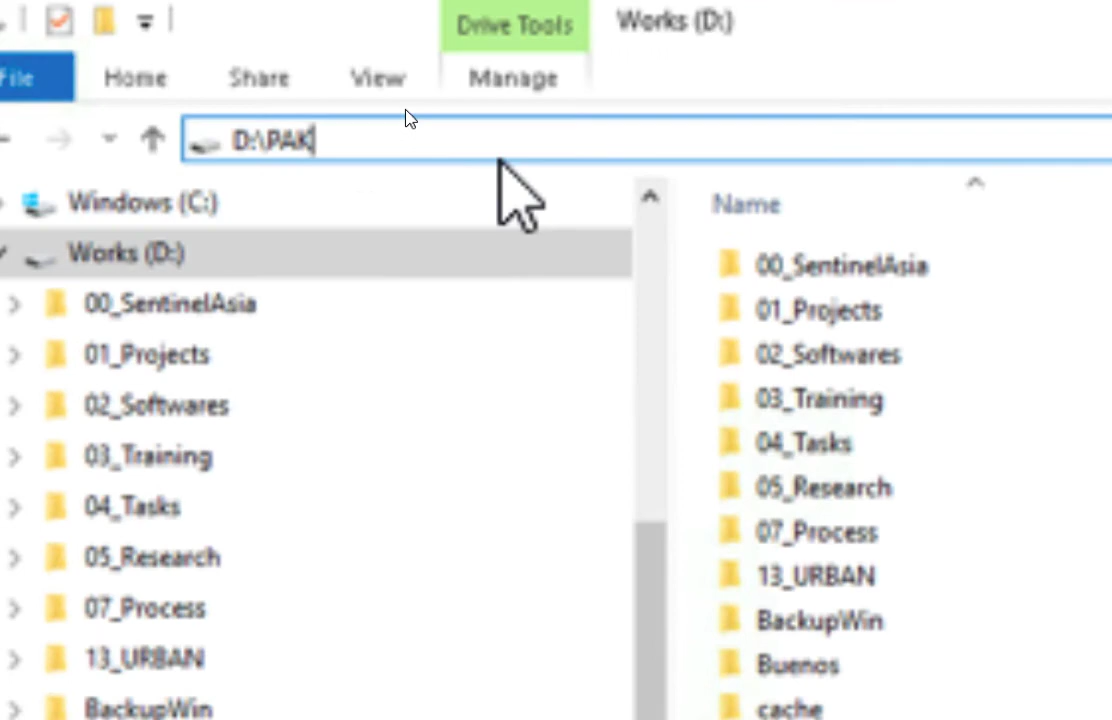 Drive Tools Works (D:)
File Home Share View Manage
D:\PAK
Windows (C:)
Works (D:)
00_SentinelAsia
01_Projects
02_Softwares
03_Training
04_Tasks
05_Research
07_Process
13_URBAN
BackupWin
Name
00_SentinelAsia
01_Projects
02_Softwares
03_Training
04_Tasks
05_Research
07_Process
13_URBAN
BackupWin
Buenos
cache